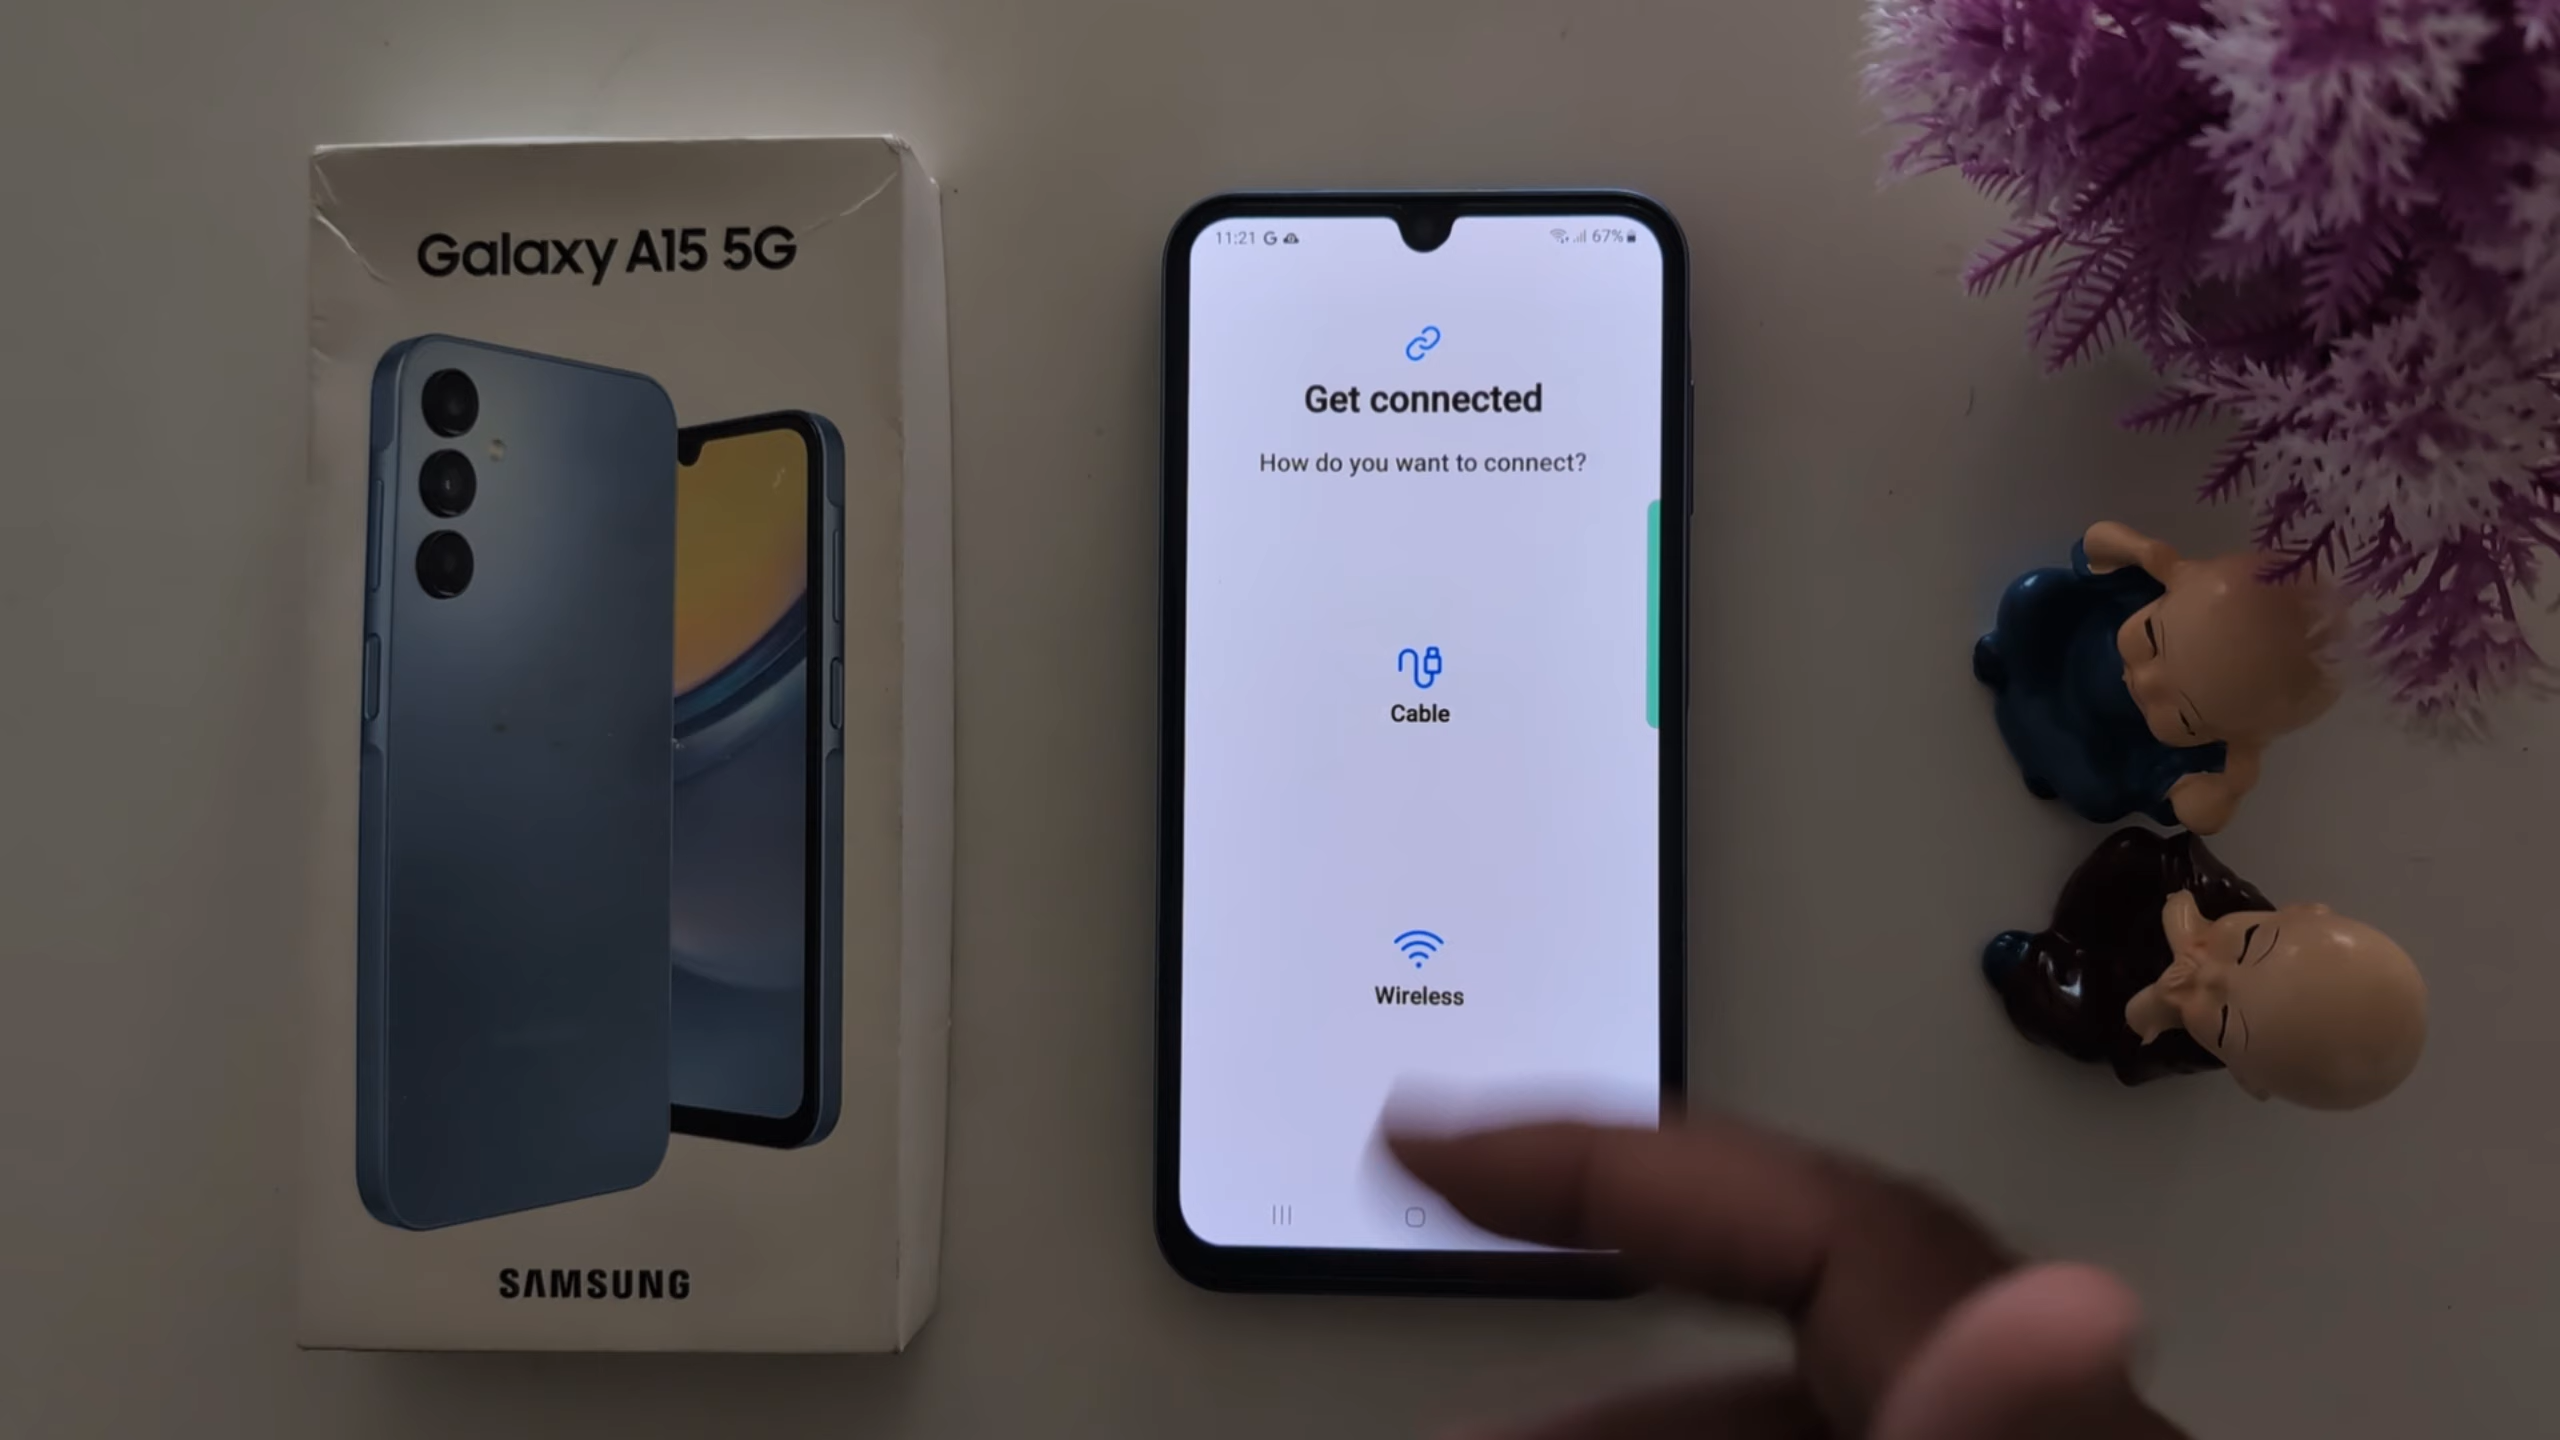 Galaxy A15 5G
SAMSUNG
11:21 G
67%
Get connected
How do you want to connect?
Cable
Wireless